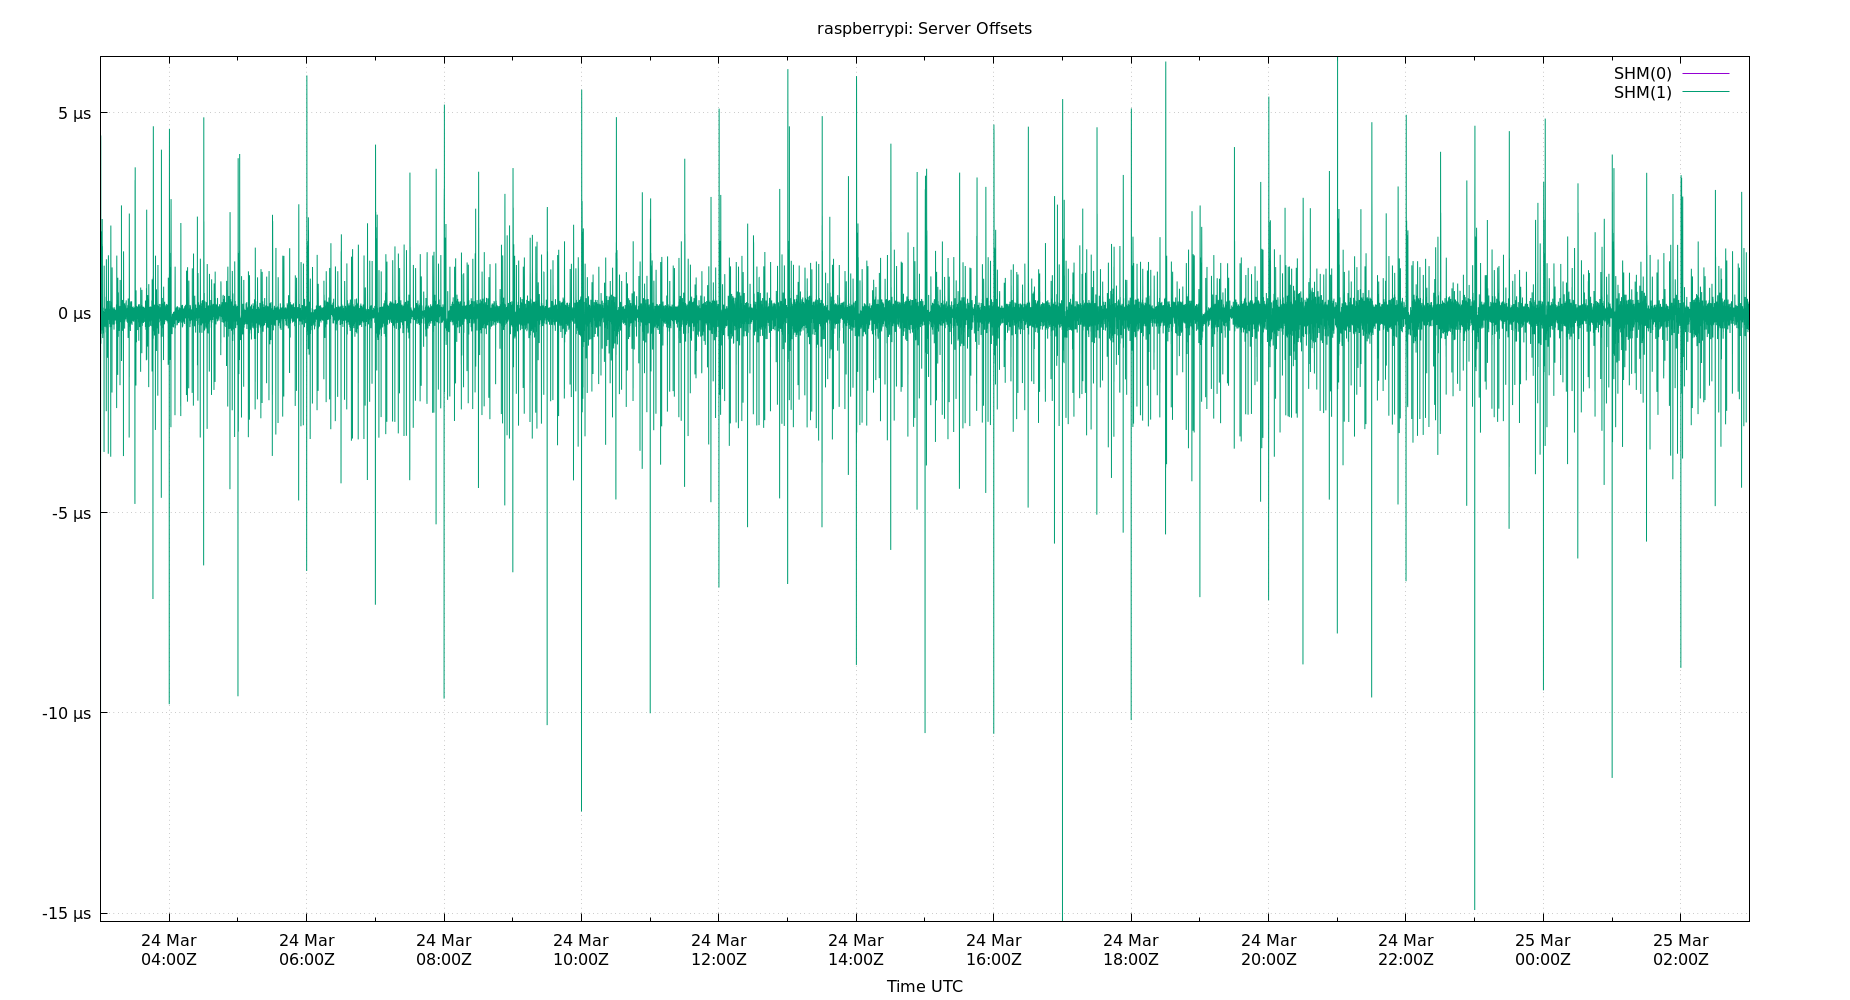 raspberrypi: Server Offsets
SHM(0)
SHM(1)
5 µs
0 µs
-5 µs
-10 µs
-15 µs
24 Mar 24 Mar 24 Mar 24 Mar 24 Mar 24 Mar 24 Mar 24 Mar 24 Mar 24 Mar 25 Mar 25 Mar
04:00Z 06:00Z 08:00Z 10:00Z 12:00Z 14:00Z 16:00Z 18:00Z 20:00Z 22:00Z 00:00Z 02:00Z
Time UTC